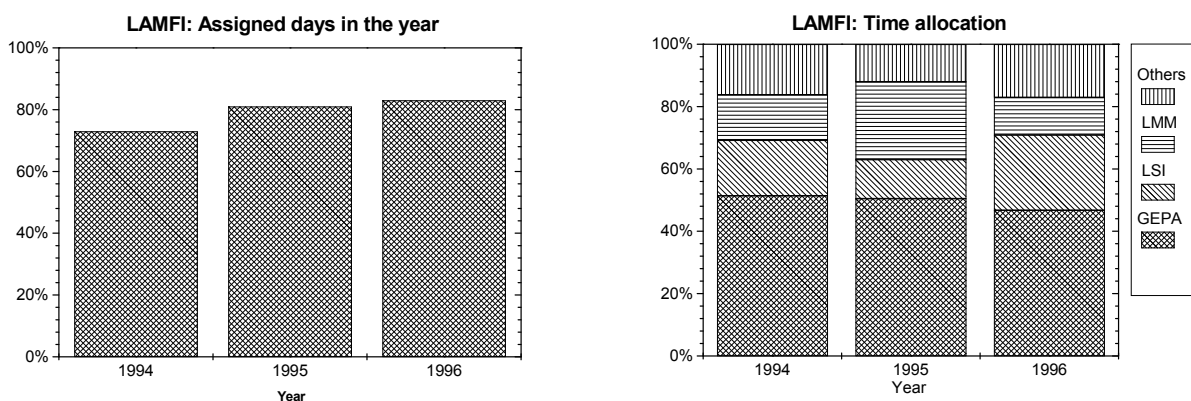 LAMFI: Assigned days in the year
100%
80%
60%
40%
20%
0%
1994 1995 1996
Year
LAMFI: Time allocation
100%
80%
60%
40%
20%
0%
1994 1995 1996
Year
Others
LMM
LSI
GEPA